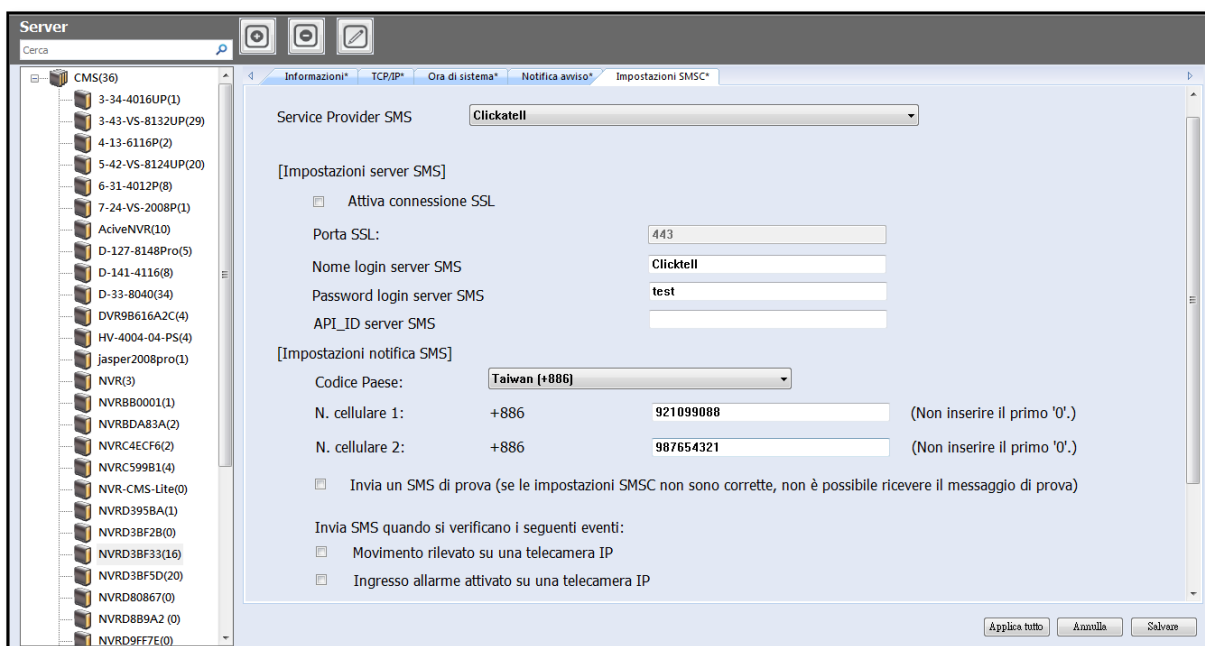 Server
Cerca
CMS(36)
3-34-4016UP(1)
3-43-VS-8132UP(29)
4-13-6116P(2)
5-42-VS-8124UP(20)
6-31-4012P(8)
7-24-VS-2008P(1)
AciveNVR(10)
D-127-8148Pro(5)
D-141-4116(8)
D-33-8040(34)
DVR9B616A2C(4)
HV-4004-04-PS(4)
jasper2008pro(1)
NVR(3)
NVRBB0001(1)
NVRBDA83A(2)
NVRC4ECF6(2)
NVRC599B1(4)
NVR-CMS-Lite(0)
NVRD395BA(1)
NVRD3BF2B(0)
NVRD3BF33(16)
NVRD3BF5D(20)
NVRD80867(0)
NVRD8B9A2 (0)
NVRD9FF7E(0)
Informazioni* TCP/IP* Ora di sistema* Notifica avviso* Impostazioni SMSC*
Service Provider SMS Clickatell
[Impostazioni server SMS]
Attiva connessione SSL
Porta SSL: 443
Nome login server SMS Clicktell
Password login server SMS test
API_ID server SMS
[Impostazioni notifica SMS]
Codice Paese: Taiwan (+886)
N. cellulare 1: +886 921099088 (Non inserire il primo '0'.)
N. cellulare 2: +886 987654321 (Non inserire il primo '0'.)
Invia un SMS di prova (se le impostazioni SMSC non sono corrette, non è possibile ricevere il messaggio di prova)
Invia SMS quando si verificano i seguenti eventi:
Movimento rilevato su una telecamera IP
Ingresso allarme attivato su una telecamera IP
Applica tutto Annulla Salvare